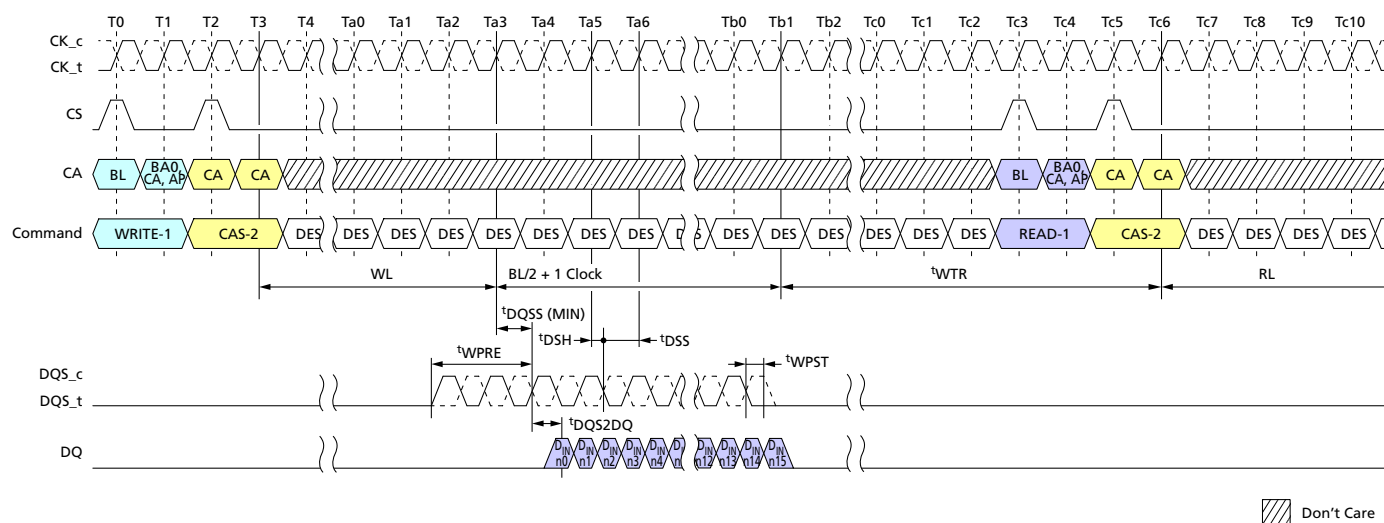 T0 T1 T2 T3 T4 Ta0 Ta1 Ta2 Ta3 Ta4 Ta5 Ta6 Tb0 Tb1 Tb2 Tc0 Tc1 Tc2 Tc3 Tc4 Tc5 Tc6 Tc7 Tc8 Tc9 Tc10
CK_c
CK_t
CS
CA BL BA0 CA, AP CA CA BL BA0 CA, AP CA CA
Command WRITE-1 CAS-2 DES DES DES DES DES DES DES DES DES DES DES DES DES DES DES READ-1 CAS-2 DES DES DES DES
WL BL/2 + 1 Clock tWTR RL
tDQSS (MIN)
tDSH tDSS
tWPRE tWPST
DQS_c
DQS_t
tDQS2DQ
DQ DIN n0 DIN n1 DIN n2 DIN n3 DIN n4 DIN n12 DIN n13 DIN n14 DIN n15
Don't Care